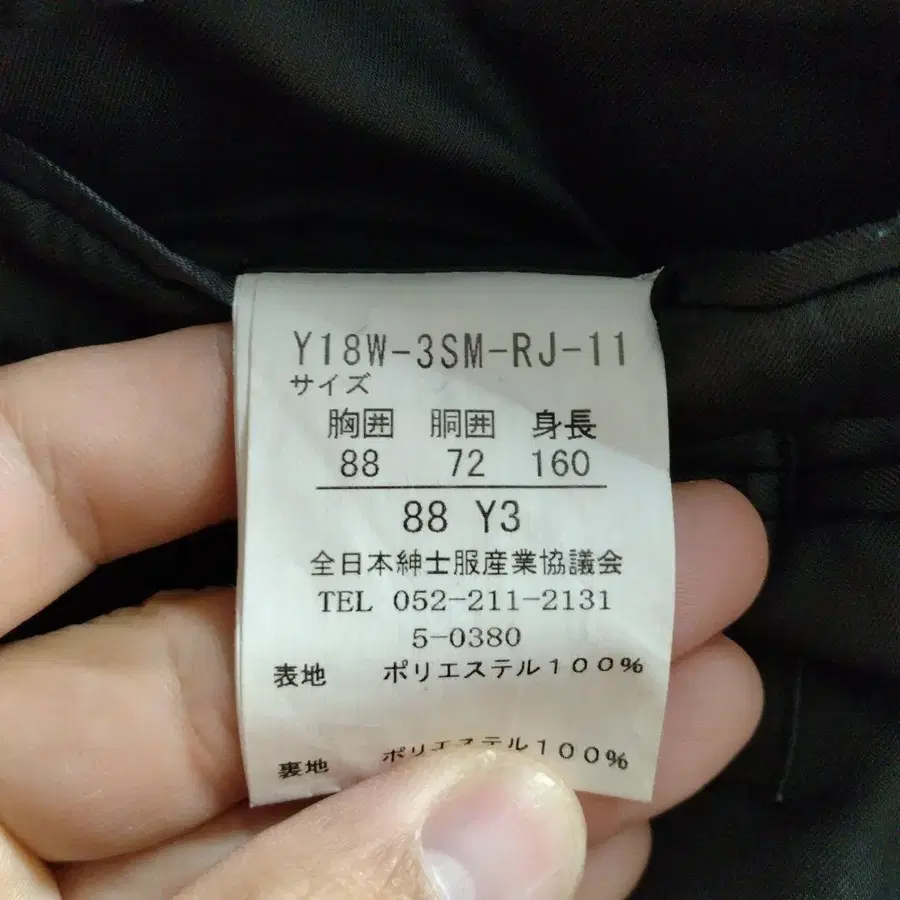 Y18W-3SM-RJ-11
サイズ
胸囲 胴囲 身長
88 72 160
88 Y3
全日本紳士服産業協議会
TEL 052-211-2131
5-0380
表地 ポリエステル100%
裏地 ポリエステル100%